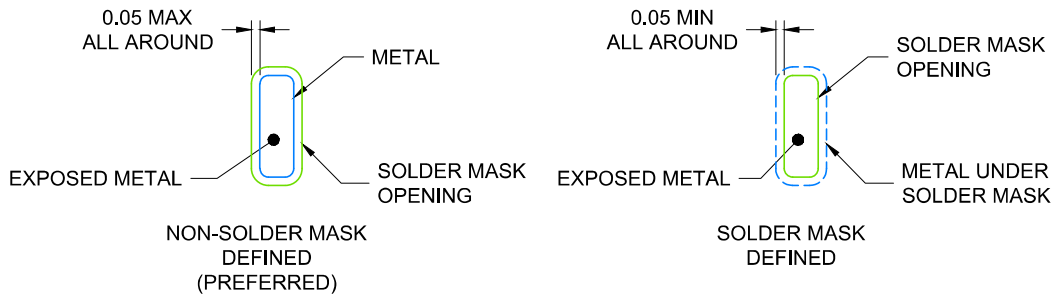 0.05 MAX
ALL AROUND
METAL
EXPOSED METAL
SOLDER MASK
OPENING
NON-SOLDER MASK
DEFINED
(PREFERRED)
0.05 MIN
ALL AROUND
SOLDER MASK
OPENING
EXPOSED METAL
METAL UNDER
SOLDER MASK
SOLDER MASK
DEFINED